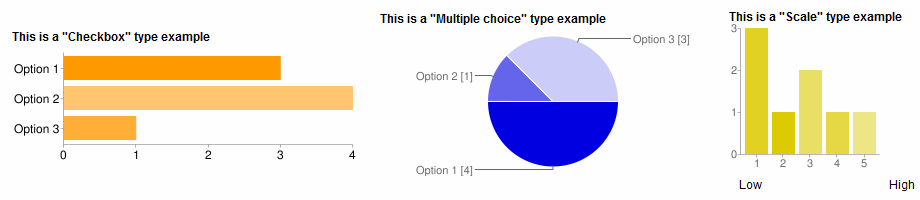 This is a "Checkbox" type example
Option 1
Option 2
Option 3
0 1 2 3 4
This is a "Multiple choice" type example
Option 3 [3]
Option 2 [1]
Option 1 [4]
This is a "Scale" type example
3
2
1
0
1 2 3 4 5
Low High